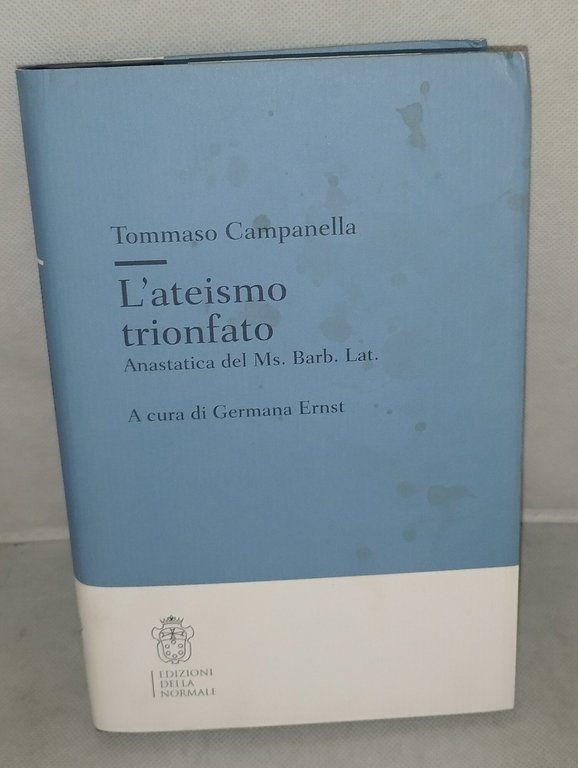 Tommaso Campanella
L'ateismo
trionfato
Anastatica del Ms. Barb. Lat.
A cura di Germana Ernst
EDIZIONI
DELLA
NORMALE